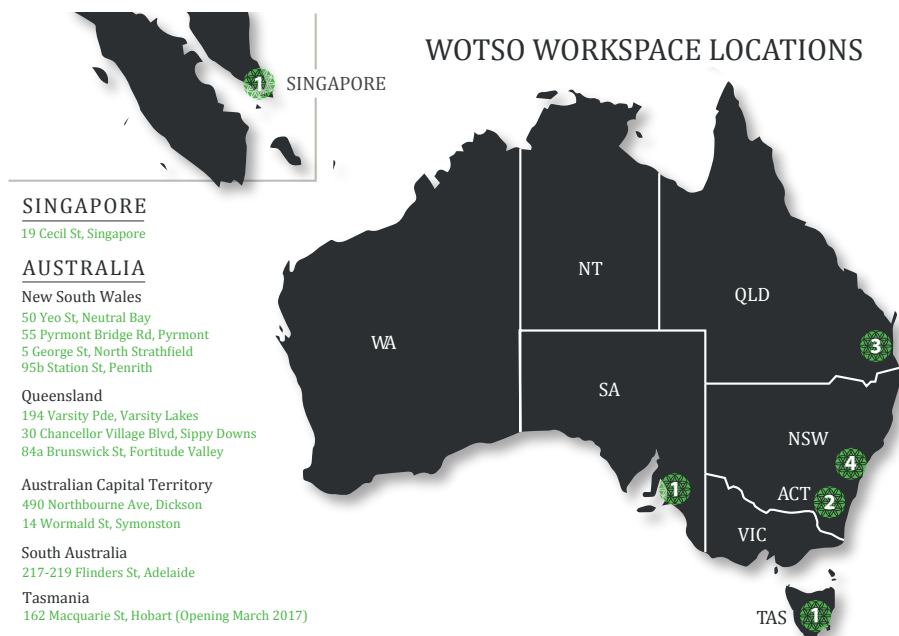 WOTSO WORKSPACE LOCATIONS
1 SINGAPORE
SINGAPORE
19 Cecil St, Singapore
AUSTRALIA
New South Wales
50 Yeo St, Neutral Bay
55 Pyrmont Bridge Rd, Pyrmont
5 George St, North Strathfield
95b Station St, Penrith
Queensland
194 Varsity Pde, Varsity Lakes
30 Chancellor Village Blvd, Sippy Downs
84a Brunswick St, Fortitude Valley
Australian Capital Territory
490 Northbourne Ave, Dickson
14 Wormald St, Symonston
South Australia
217-219 Flinders St, Adelaide
Tasmania
162 Macquarie St, Hobart (Opening March 2017)
NT
QLD
WA
3
SA
NSW
4
1
ACT 2
VIC
TAS 1